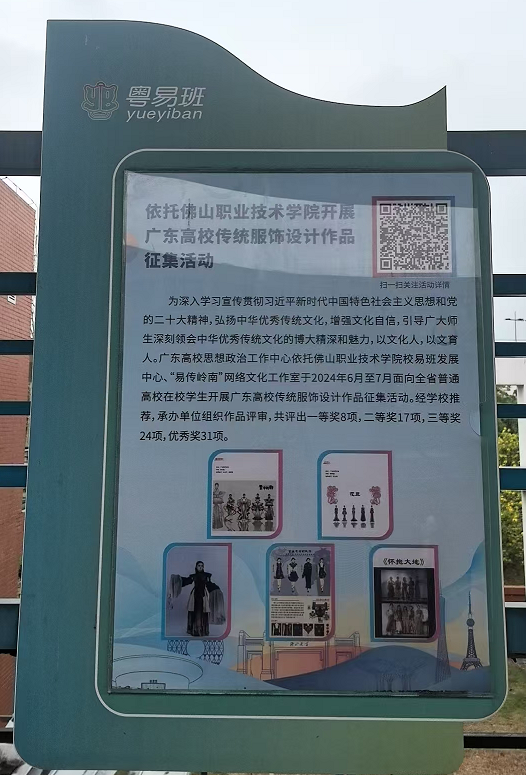 粤易班
yueyiban
依托佛山职业技术学院开展
广东高校传统服饰设计作品
征集活动
扫一扫关注活动详情
为深入学习宣传贯彻习近平新时代中国特色社会主义思想和党
的二十大精神，弘扬中华优秀传统文化，增强文化自信，引导广大师
生深刻领会中华优秀传统文化的博大精深和魅力，以文化人，以文育
人。广东高校思想政治工作中心依托佛山职业技术学院校易班发展
中心、“易传岭南”网络文化工作室于2024年6月至7月面向全省普通
高校在校学生开展广东高校传统服饰设计作品征集活动。经学校推
荐，承办单位组织作品评审，共评出一等奖8项，二等奖17项，三等奖
24项，优秀奖31项。
花旦
《怀抱大地》